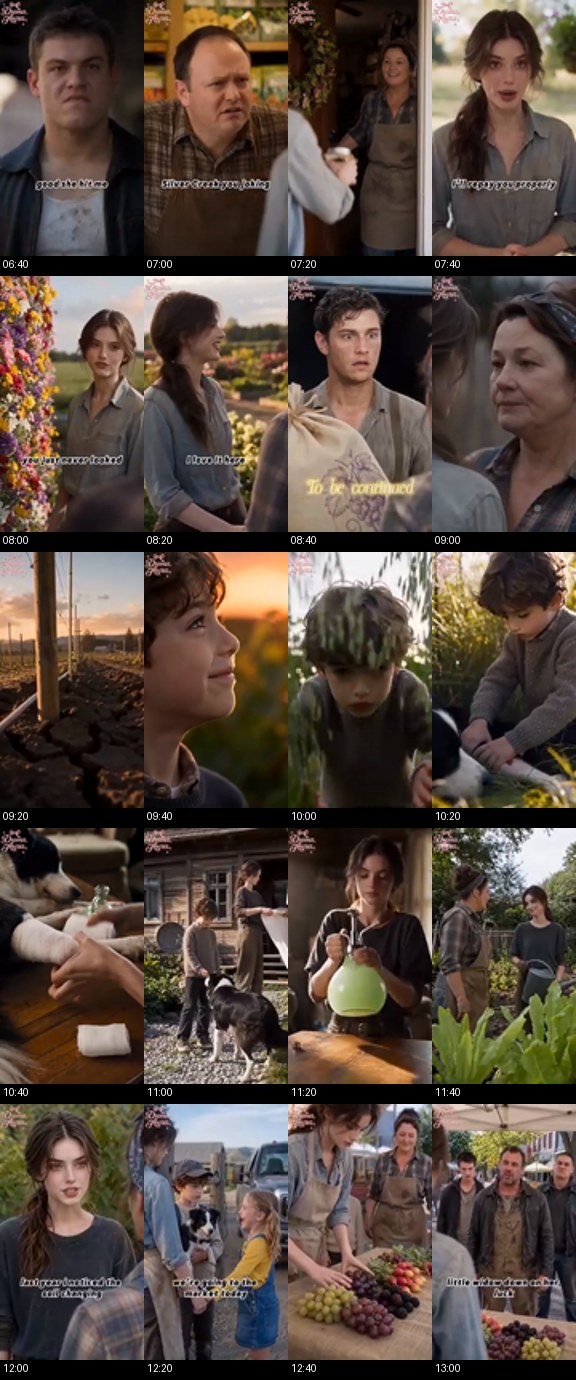 good she hit me
Silver Creek you joking
I'll repay you properly
06:40
07:00
07:20
07:40
you just never looked
I love it here
To be continued
08:00
08:20
08:40
09:00
09:20
09:40
10:00
10:20
10:40
11:00
11:20
11:40
last year i noticed the
soil changing
we're going to the
market today
little widow down on her
luck
12:00
12:20
12:40
13:00